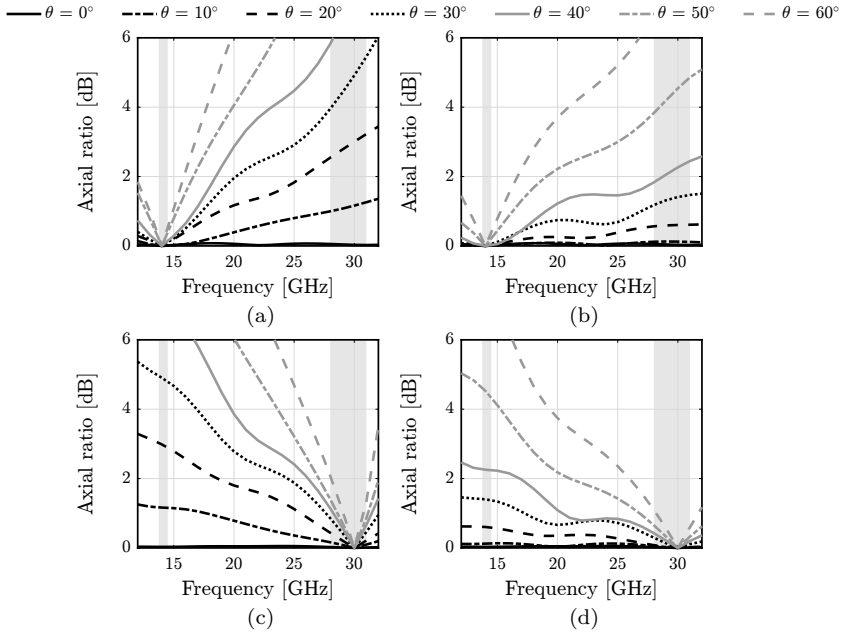 θ = 0° θ = 10° θ = 20° θ = 30° θ = 40° θ = 50° θ = 60°
6
4
2
0
Axial ratio [dB]
15 20 25 30
Frequency [GHz]
(a)
6
4
2
0
Axial ratio [dB]
15 20 25 30
Frequency [GHz]
(b)
6
4
2
0
Axial ratio [dB]
15 20 25 30
Frequency [GHz]
(c)
6
4
2
0
Axial ratio [dB]
15 20 25 30
Frequency [GHz]
(d)